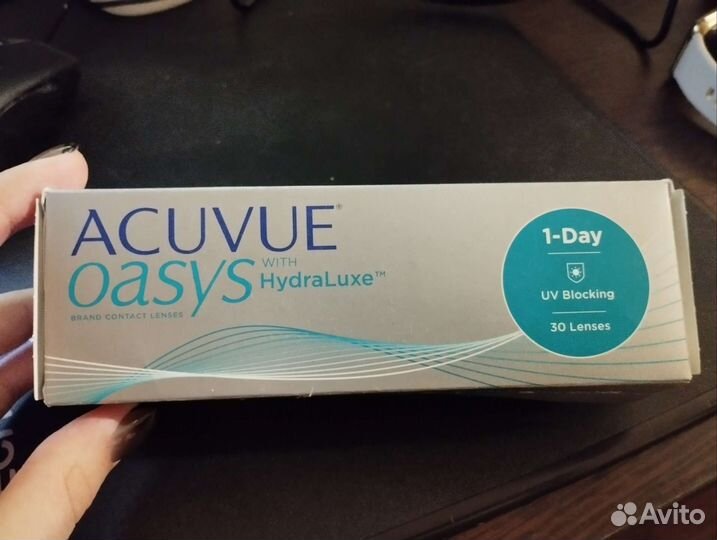 ACUVUE®
oasys WITH HydraLuxe™
BRAND CONTACT LENSES
1-Day
UV Blocking
30 Lenses
Avito